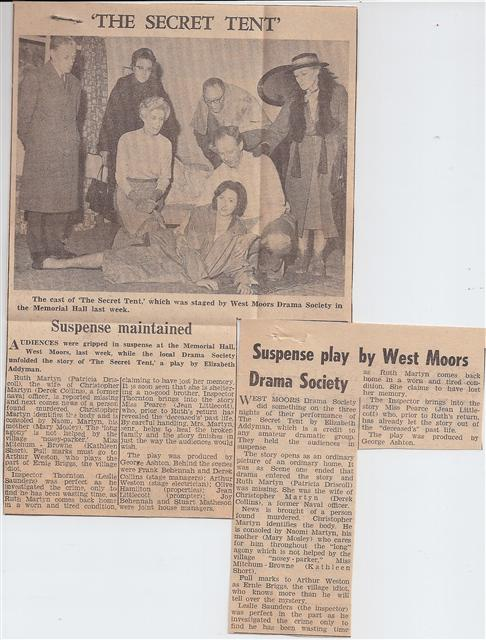 'THE SECRET TENT'
The cast of 'The Secret Tent,' which was staged by West Moors Drama Society in
the Memorial Hall last week.
Suspense maintained
AUDIENCES were gripped in suspense at the Memorial Hall,
West Moors, last week, while the local Drama Society
unfolded the story of 'The Secret Tent,' a play by Elizabeth
Addyman.
Ruth Martyn (Patricia Dris-
coll), the wife of Christopher
Martyn (Derek Collins), a former
naval officer, is reported missing
and next comes news of a person
found murdered. Christopher
Martyn identifies the body and is
consoled by Naomi, Martyn, his
mother (Mary Mosley). The long
agony is not helped by the
village "nosey-parker," Miss
Mitchum - Browne (Kathleen
Short). Full marks must go to
Arthur Weston, who plays the
part of Ernie Briggs, the village
idiot.
Inspector Thornton (Leslie
Saunders) was perfect as he
investigated the crime, only to
find he has been wasting time, as
Ruth Martyn comes back home
in a worn and tired condition,
claiming to have lost her memory.
It is soon seen that she is shelter-
ing a no-good brother. Inspector
Thornton brings into the story
Miss Pearce (Jean Littlecott)
who, prior to Ruth's return has
revealed the 'deceased's' past life.
By careful handling, Mrs. Martyn,
senr., helps to heal the broken
family and the story finishes in
just the way the audiences would
want.
The play was produced by
George Ashton. Behind the scenes
were Frank Bebennah and Derek
Collins (stage managers); Arthur
Weston (stage electrician); Clive
Hamilton (properties); Jean
Littlecott (prompter); Joy
Bebennah and Stuart Mahwood
were joint house managers.
Suspense play by West Moors
Drama Society
WEST MOORS Drama Society
did something on the three
nights of their performance of
The Secret Tent by Elizabeth
Addyman, which is a credit to
any amateur dramatic group.
They held the audience in
suspense.
The story opens as an ordinary
picture of an ordinary home. It
was as Scene one ended that
drama entered the story and
Ruth Martyn (Patricia Driscoll)
was missing. She was the wife of
Christopher Martyn (Derek
Collins), a former Naval officer.
News is brought of a person
found murdered. Christopher
Martyn identifies the body. He
is consoled by Naomi Martyn, his
mother (Mary Mosley) who cares
for him throughout the "long"
agony which is not helped by the
village "nosey - parker," Miss
Mitchum-Browne (Kathleen
Short).
Full marks to Arthur Weston
as Ernie Briggs, the village idiot,
who knows more than he will
tell over the mystery.
Leslie Saunders (the inspector)
was perfect in the part as he
investigated the crime only to
find he has been wasting time
as Ruth Martyn comes back
home in a worn and tired con-
dition. She claims to have lost
her memory.
The Inspector brings into the
story Miss Pearce (Jean Little-
cott) who, prior to Ruth's return,
has already let the story out of
the "deceased's" past life.
The play was produced by
George Ashton.